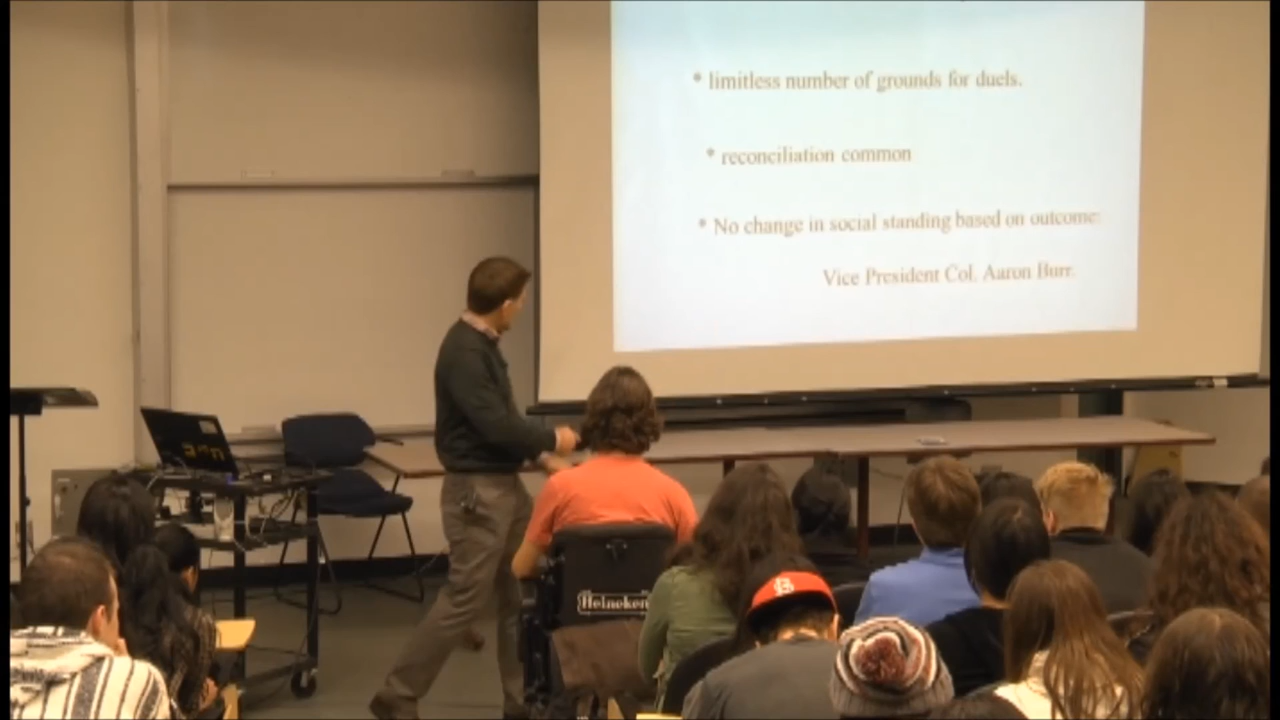 * limitless number of grounds for duels.
* reconciliation common
* No change in social standing based on outcome:
Vice President Col. Aaron Burr.
Heineken